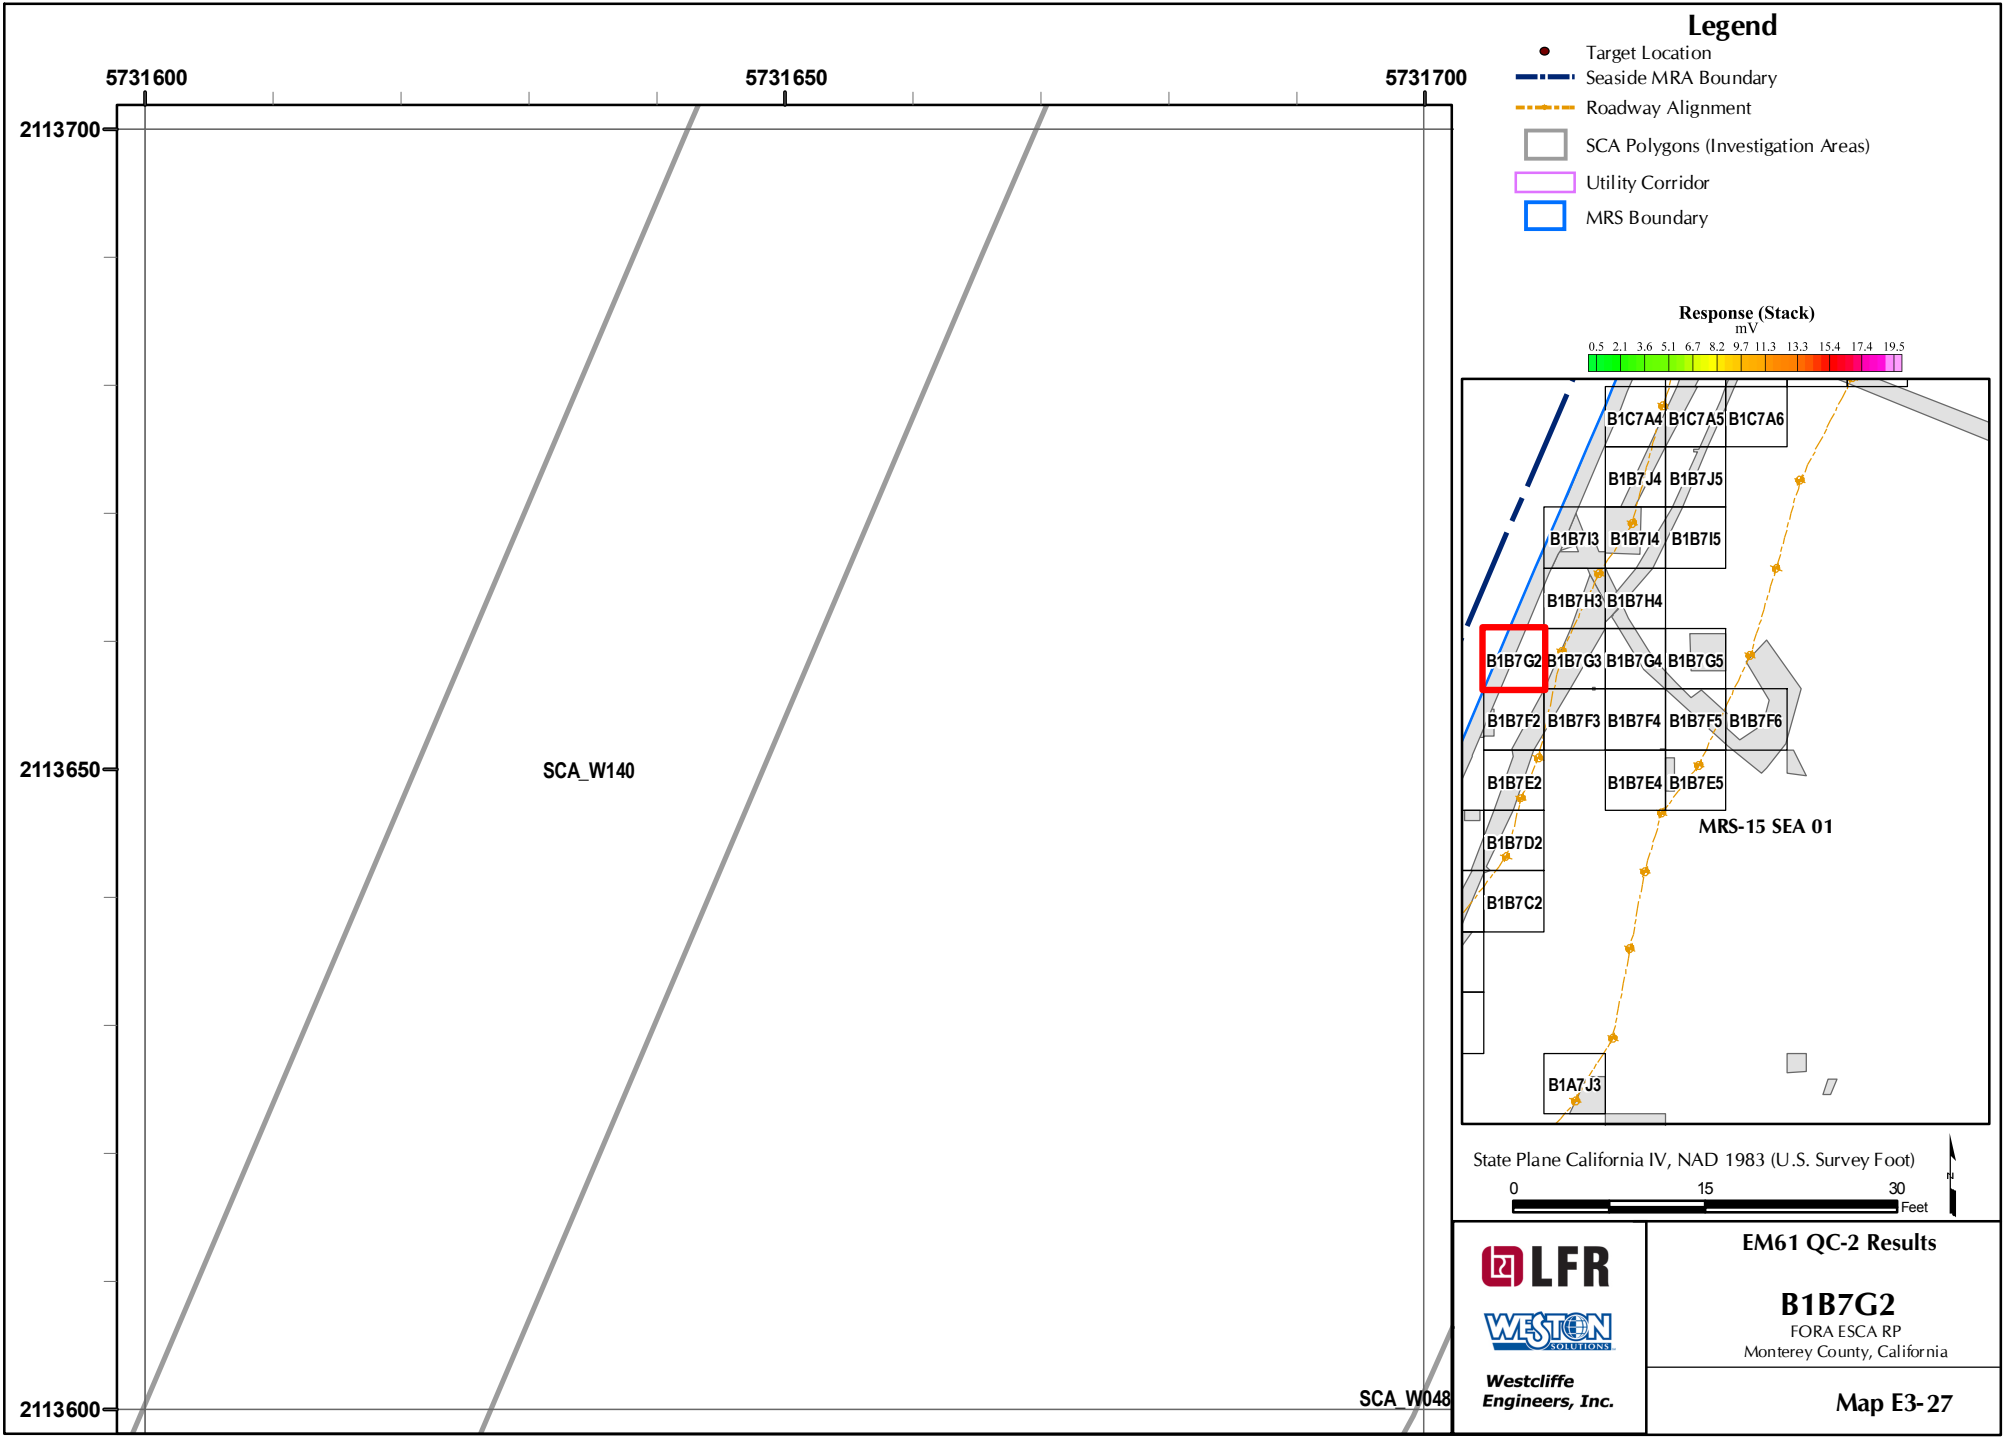 Legend
Target Location
Seaside MRA Boundary
Roadway Alignment
SCA Polygons (Investigation Areas)
Utility Corridor
MRS Boundary
5731600 5731650 5731700
2113700
2113650
2113600
SCA_W140
SCA_W048
Response (Stack)
mV
0.5 2.1 3.6 5.1 6.7 8.2 9.7 11.3 13.3 15.4 17.4 19.5
B1C7A4 B1C7A5 B1C7A6
B1B7J4 B1B7J5
B1B7I3 B1B7I4 B1B7I5
B1B7H3 B1B7H4
B1B7G2 B1B7G3 B1B7G4 B1B7G5
B1B7F2 B1B7F3 B1B7F4 B1B7F5 B1B7F6
B1B7E2 B1B7E4 B1B7E5
MRS-15 SEA 01
B1B7D2
B1B7C2
B1A7J3
State Plane California IV, NAD 1983 (U.S. Survey Foot)
N
0 15 30
Feet
LFR
WESTON
SOLUTIONS
Westcliffe
Engineers, Inc.
EM61 QC-2 Results
B1B7G2
FORA ESCA RP
Monterey County, California
Map E3-27